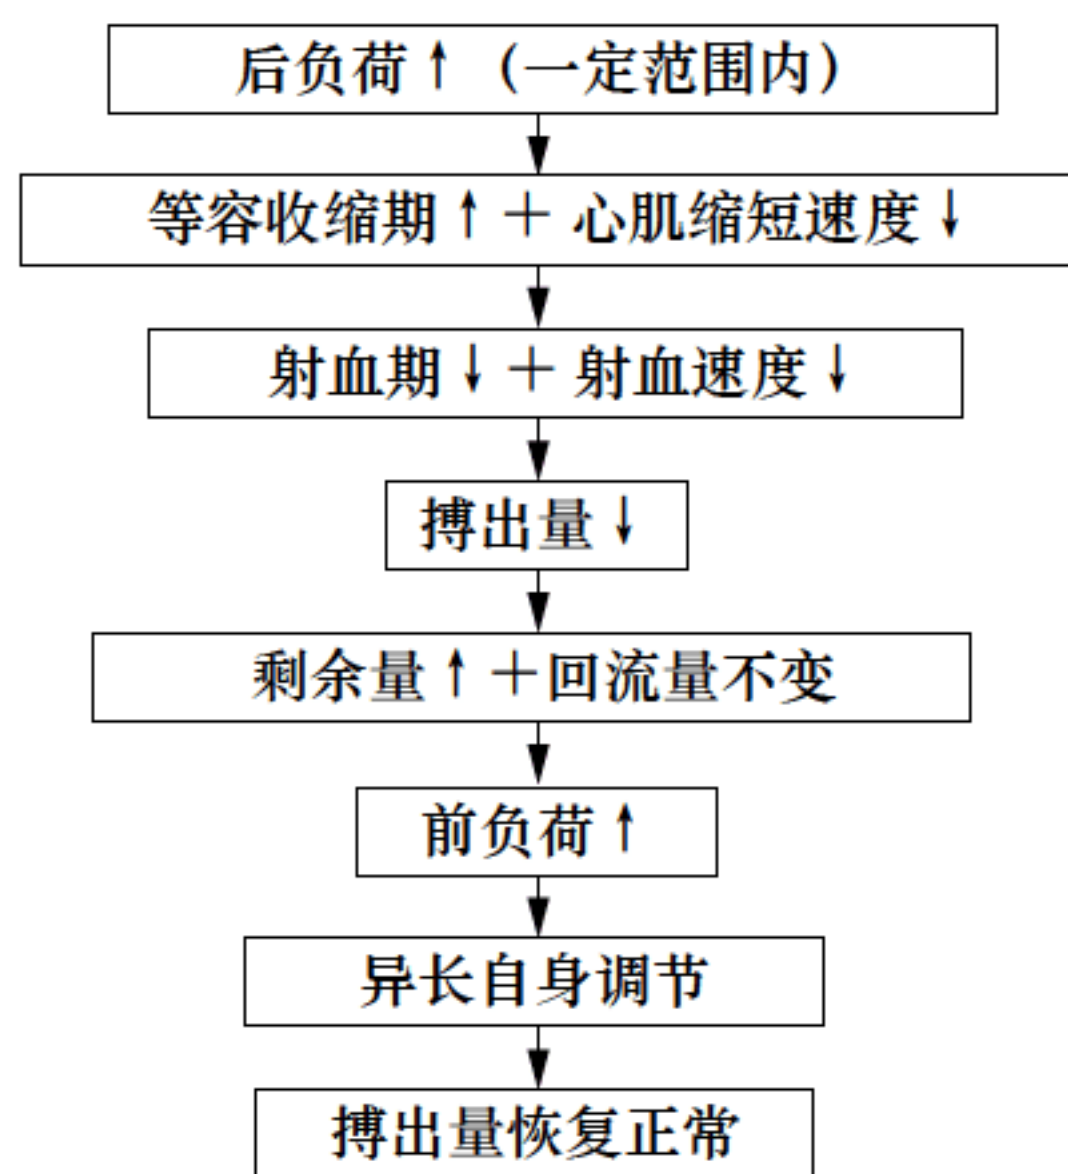 后负荷↑（一定范围内）
等容收缩期↑＋心肌缩短速度↓
射血期↓＋射血速度↓
搏出量↓
剩余量↑＋回流量不变
前负荷↑
异长自身调节
搏出量恢复正常